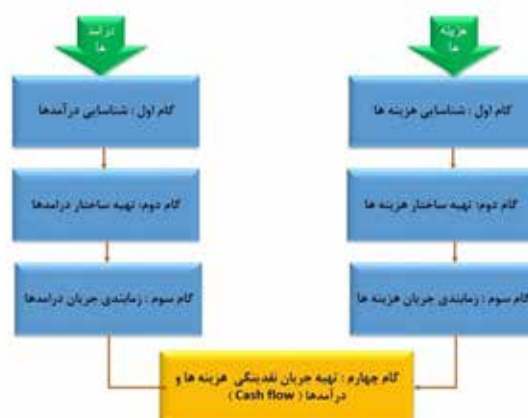 هزینه
ها
درآمد
ها
گام اول : شناسایی هزینه ها
گام اول : شناسایی درآمدها
گام دوم: تهیه ساختار هزینه ها
گام دوم: تهیه ساختار درامدها
گام سوم : زمابندی جریان هزینه ها
گام سوم : زمابندی جریان درامدها
گام چهارم : تهیه جریان نقدینگی هزینه ها و
درآمدها ( Cash flow )